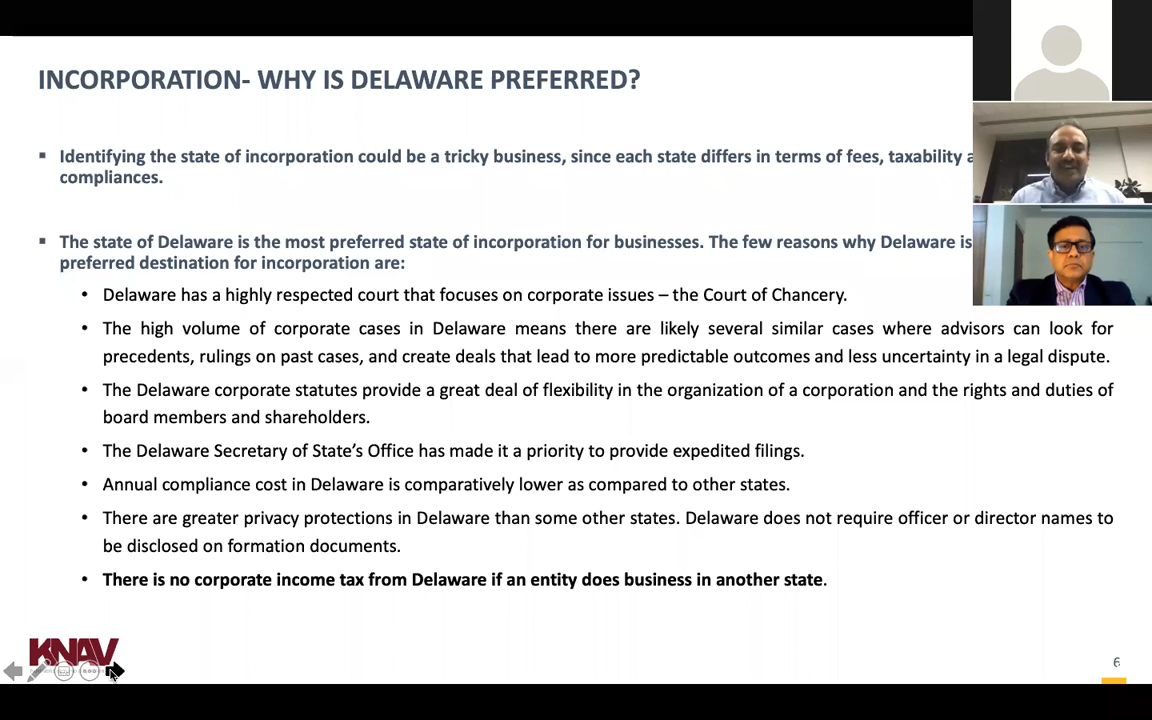 INCORPORATION- WHY IS DELAWARE PREFERRED?
▪ Identifying the state of incorporation could be a tricky business, since each state differs in terms of fees, taxability
compliances.
▪ The state of Delaware is the most preferred state of incorporation for businesses. The few reasons why Delaware is
preferred destination for incorporation are:
• Delaware has a highly respected court that focuses on corporate issues – the Court of Chancery.
• The high volume of corporate cases in Delaware means there are likely several similar cases where advisors can look for
precedents, rulings on past cases, and create deals that lead to more predictable outcomes and less uncertainty in a legal dispute.
• The Delaware corporate statutes provide a great deal of flexibility in the organization of a corporation and the rights and duties of
board members and shareholders.
• The Delaware Secretary of State’s Office has made it a priority to provide expedited filings.
• Annual compliance cost in Delaware is comparatively lower as compared to other states.
• There are greater privacy protections in Delaware than some other states. Delaware does not require officer or director names to
be disclosed on formation documents.
• There is no corporate income tax from Delaware if an entity does business in another state.
KNAV
6